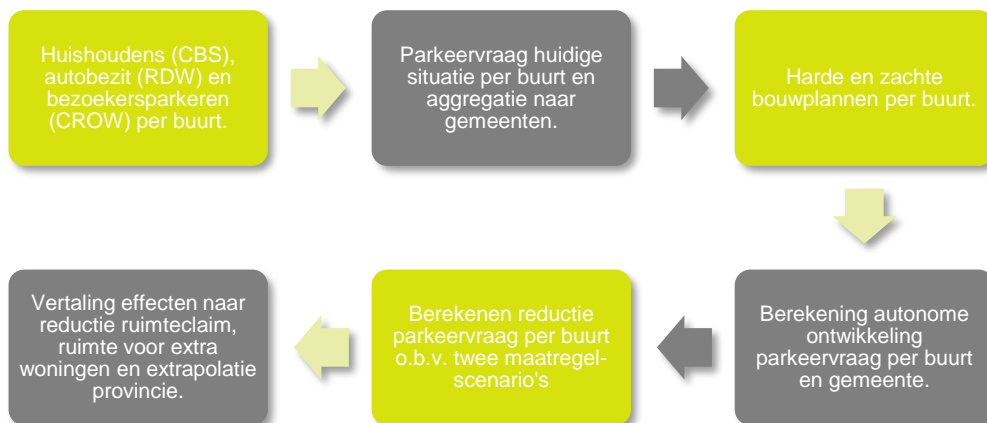 Huishoudens (CBS),
autobezit (RDW) en
bezoekersparkeren
(CROW) per buurt.
Parkeervraag huidige
situatie per buurt en
aggregatie naar
gemeenten.
Harde en zachte
bouwplannen per buurt.
Berekening autonome
ontwikkeling
parkeervraag per buurt
en gemeente.
Berekenen reductie
parkeervraag per buurt
o.b.v. twee maatregel-
scenario's
Vertaling effecten naar
reductie ruimteclaim,
ruimte voor extra
woningen en extrapolatie
provincie.